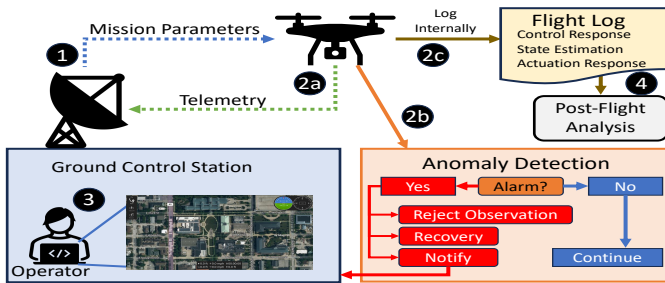 Mission Parameters
Log
Internally
Flight Log
Control Response
State Estimation
Actuation Response
1
2a
2c
4
Telemetry
2b
Post-Flight
Analysis
Ground Control Station
3
</>
Operator
Anomaly Detection
Yes
Alarm?
No
Reject Observation
Recovery
Notify
Continue